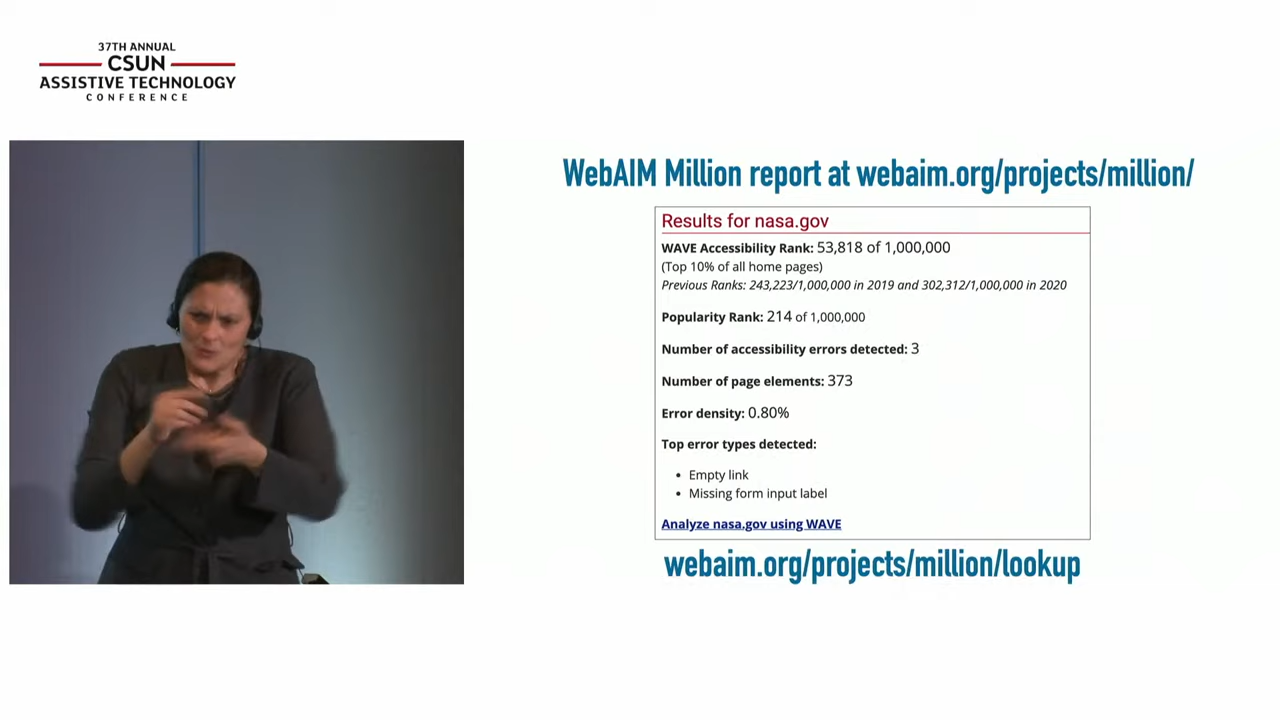 37TH ANNUAL
CSUN
ASSISTIVE TECHNOLOGY
CONFERENCE
WebAIM Million report at webaim.org/projects/million/
Results for nasa.gov
WAVE Accessibility Rank: 53,818 of 1,000,000
(Top 10% of all home pages)
Previous Ranks: 243,223/1,000,000 in 2019 and 302,312/1,000,000 in 2020
Popularity Rank: 214 of 1,000,000
Number of accessibility errors detected: 3
Number of page elements: 373
Error density: 0.80%
Top error types detected:
• Empty link
• Missing form input label
Analyze nasa.gov using WAVE
webaim.org/projects/million/lookup